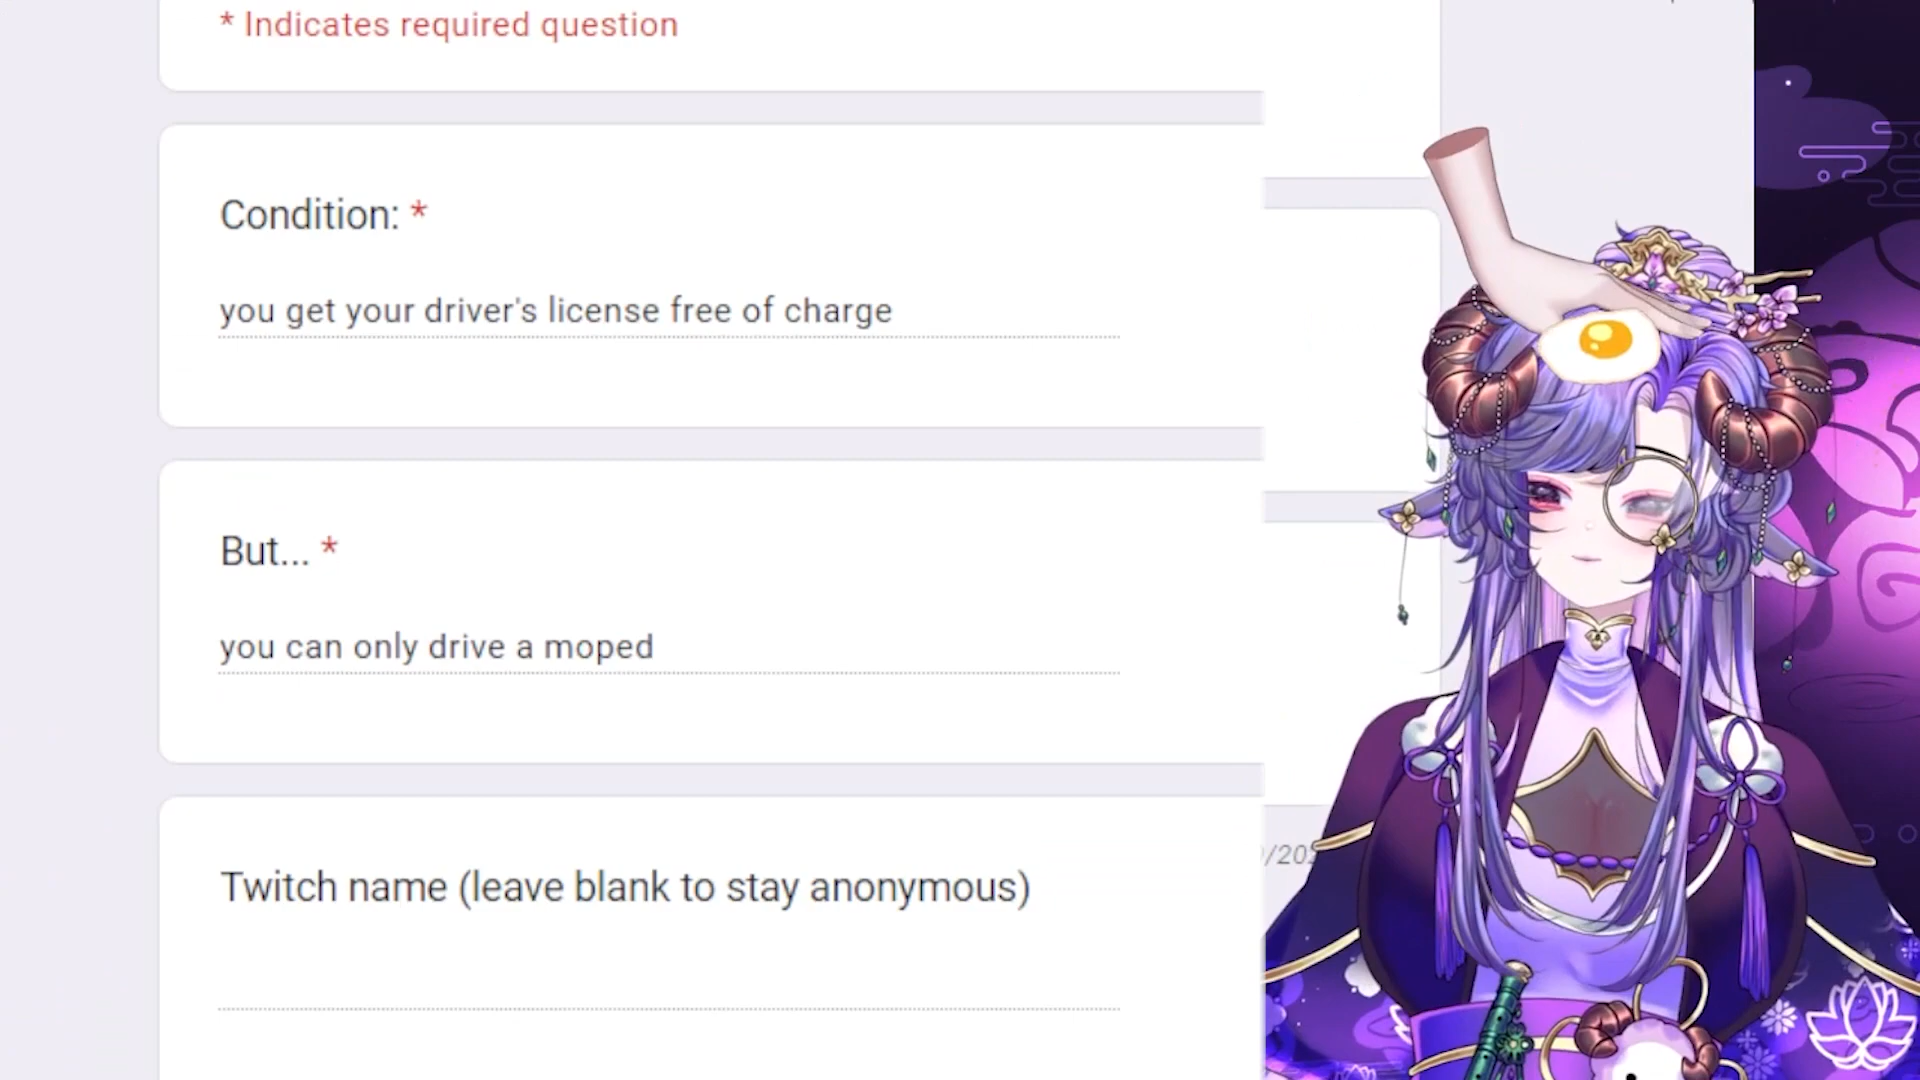 * Indicates required question
Condition: *
you get your driver's license free of charge
But... *
you can only drive a moped
Twitch name (leave blank to stay anonymous)